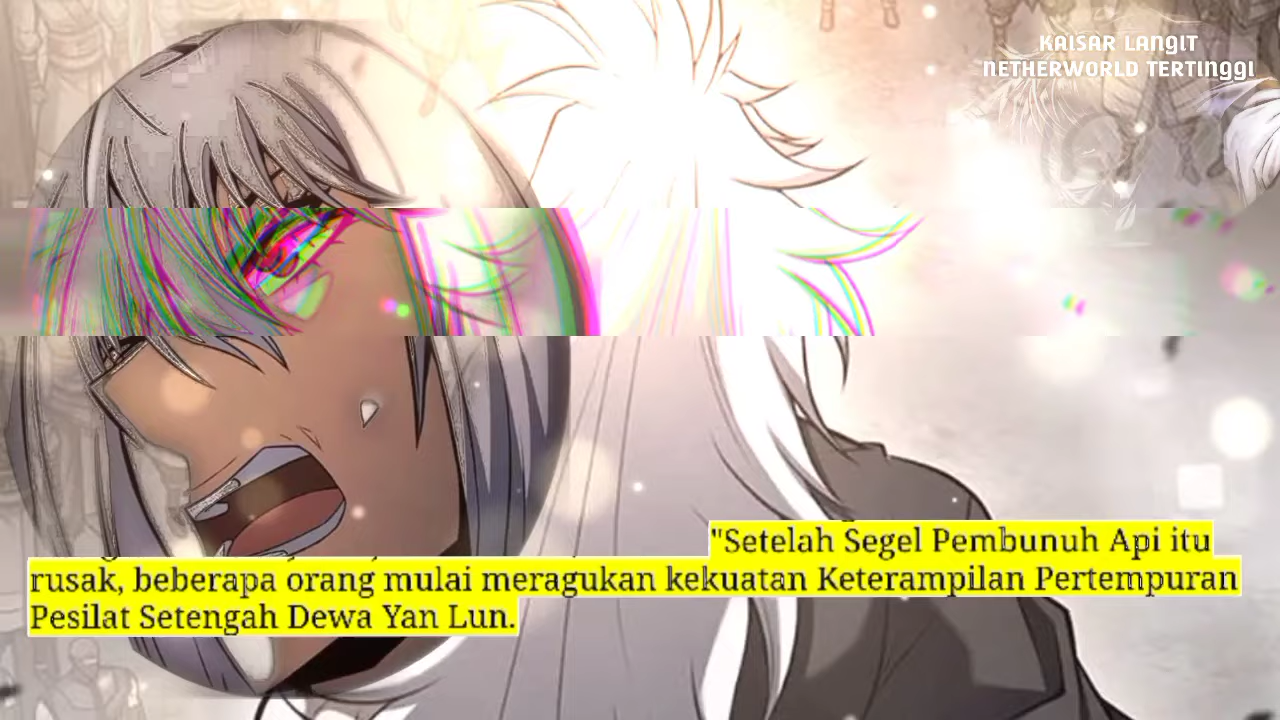 KAISAR LANGIT
NETHERWORLD TERTINGGI
"Setelah Segel Pembunuh Api itu
rusak, beberapa orang mulai meragukan kekuatan Keterampilan Pertempuran
Pesilat Setengah Dewa Yan Lun.